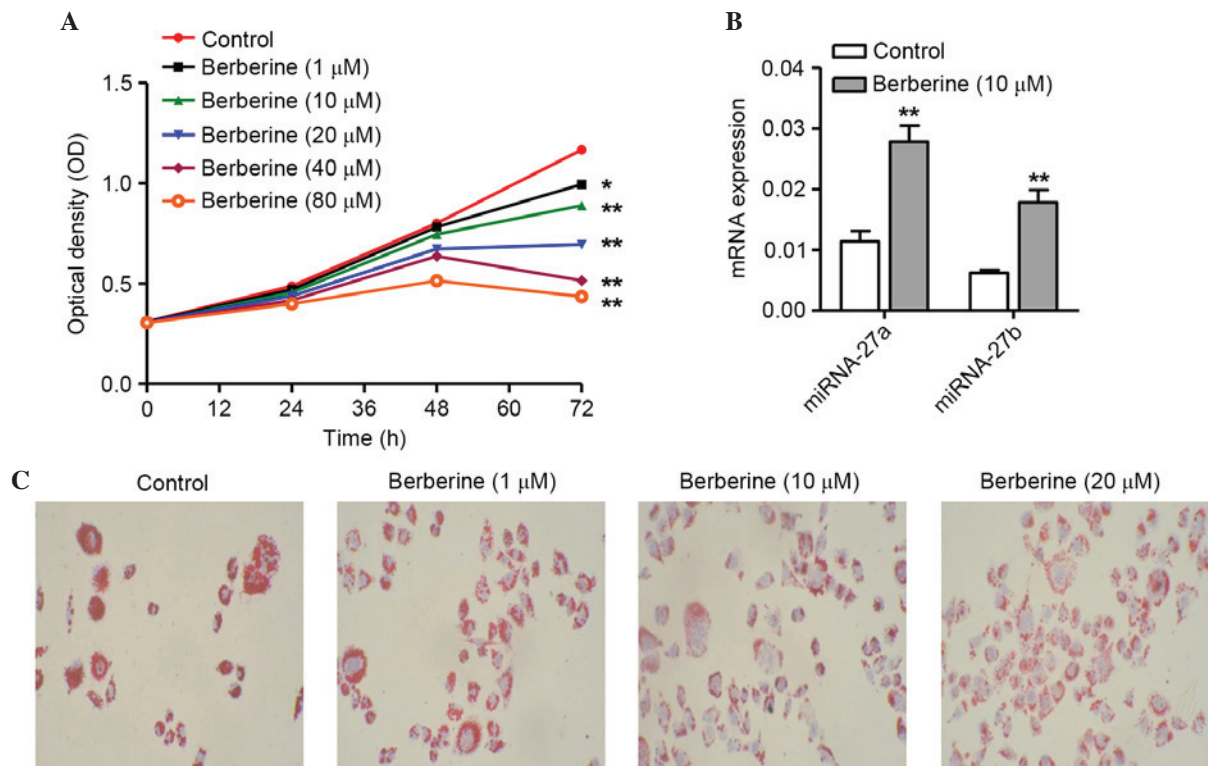 A
Control
Berberine (1 μM)
Berberine (10 μM)
Berberine (20 μM)
Berberine (40 μM)
Berberine (80 μM)
1.5
1.0
0.5
0.0
Optical density (OD)
*
**
**
**
**
0 12 24 36 48 60 72
Time (h)
B
Control
Berberine (10 μM)
0.04
0.03
0.02
0.01
0.00
mRNA expression
**
**
miRNA-27a
miRNA-27b
C
Control
Berberine (1 μM)
Berberine (10 μM)
Berberine (20 μM)